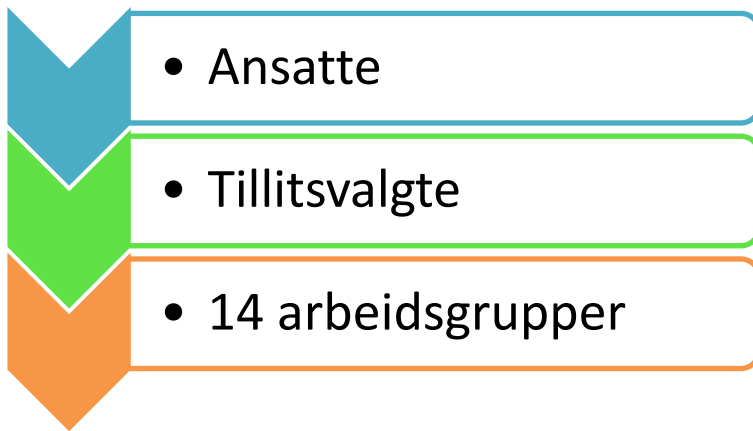 • Ansatte
• Tillitsvalgte
• 14 arbeidsgrupper